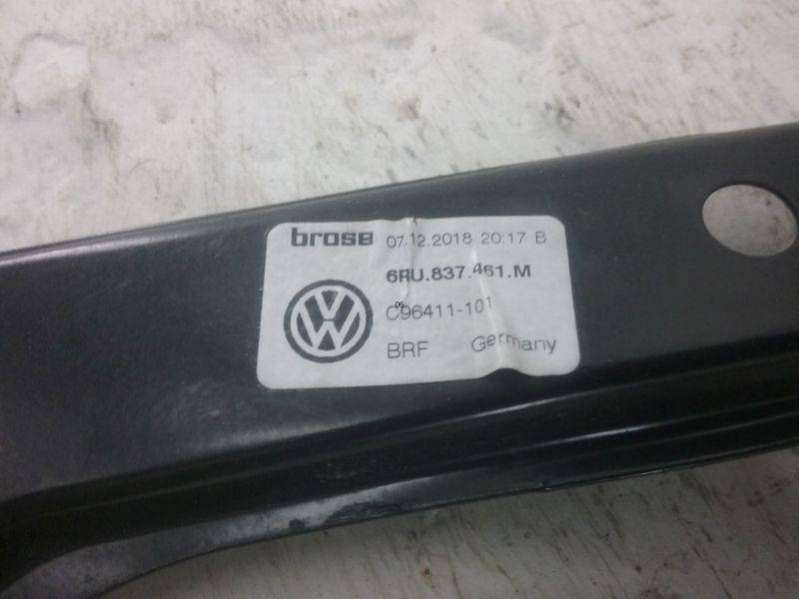 brose 07.12.2018 20:17 B
6RU.837.461.M
C96411-101
BRF Germany